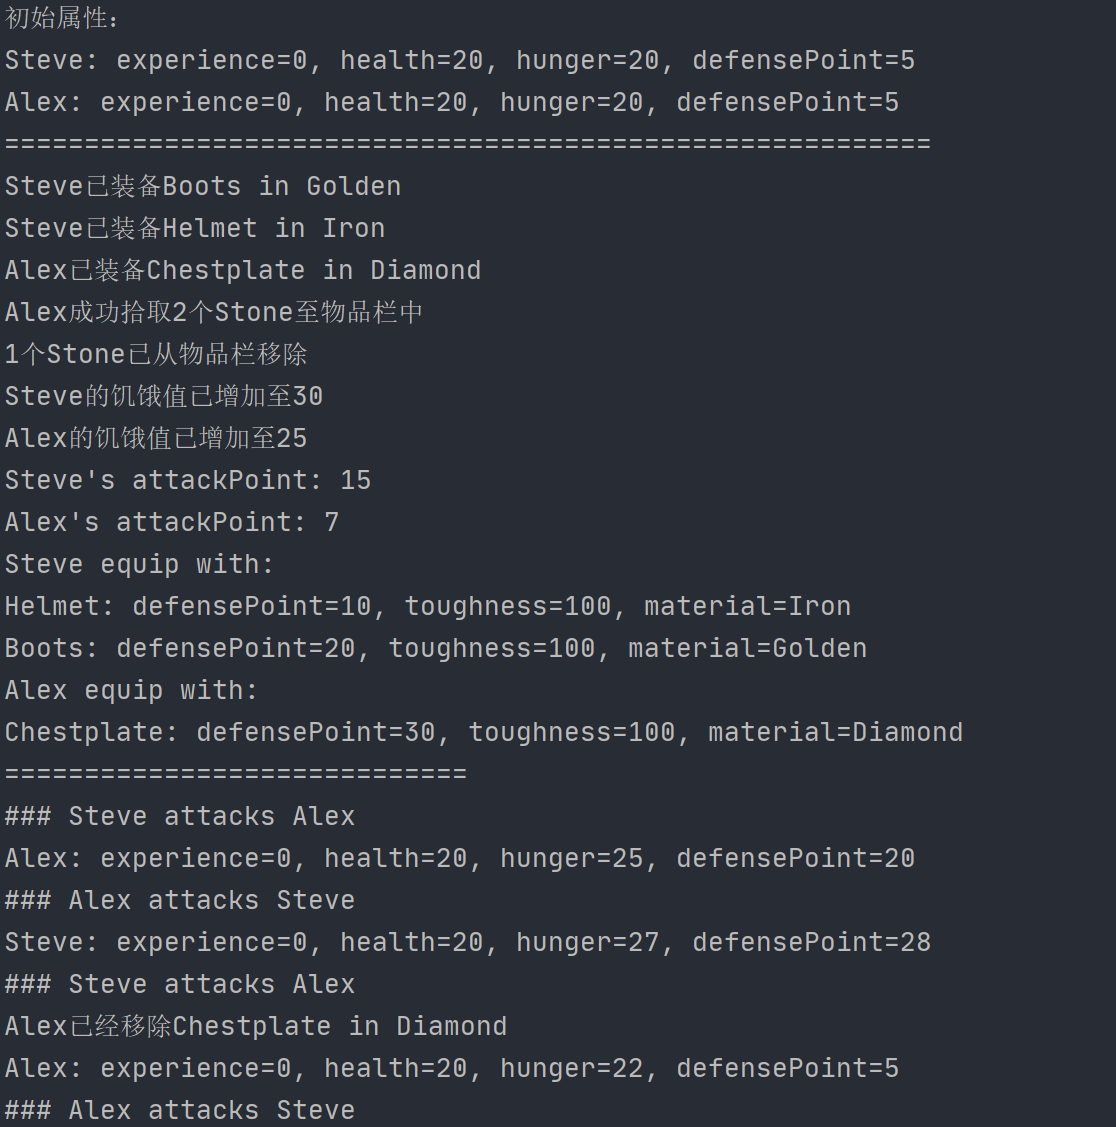 初始属性：
Steve: experience=0, health=20, hunger=20, defensePoint=5
Alex: experience=0, health=20, hunger=20, defensePoint=5
==========================================================
Steve已装备Boots in Golden
Steve已装备Helmet in Iron
Alex已装备Chestplate in Diamond
Alex成功拾取2个Stone至物品栏中
1个Stone已从物品栏移除
Steve的饥饿值已增加至30
Alex的饥饿值已增加至25
Steve's attackPoint: 15
Alex's attackPoint: 7
Steve equip with:
Helmet: defensePoint=10, toughness=100, material=Iron
Boots: defensePoint=20, toughness=100, material=Golden
Alex equip with:
Chestplate: defensePoint=30, toughness=100, material=Diamond
=============================
### Steve attacks Alex
Alex: experience=0, health=20, hunger=25, defensePoint=20
### Alex attacks Steve
Steve: experience=0, health=20, hunger=27, defensePoint=28
### Steve attacks Alex
Alex已经移除Chestplate in Diamond
Alex: experience=0, health=20, hunger=22, defensePoint=5
### Alex attacks Steve